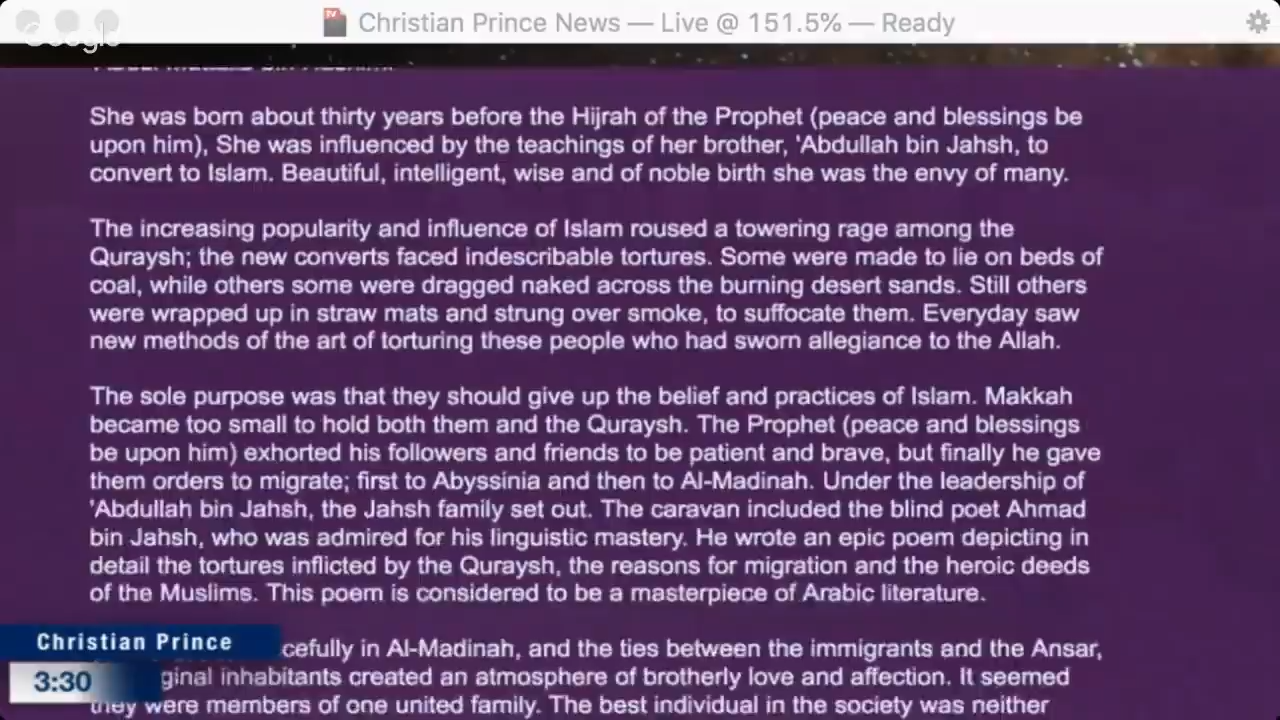 Christian Prince News — Live @ 151.5% — Ready
Google
She was born about thirty years before the Hijrah of the Prophet (peace and blessings be
upon him), She was influenced by the teachings of her brother, 'Abdullah bin Jahsh, to
convert to Islam. Beautiful, intelligent, wise and of noble birth she was the envy of many.
The increasing popularity and influence of Islam roused a towering rage among the
Quraysh; the new converts faced indescribable tortures. Some were made to lie on beds of
coal, while others some were dragged naked across the burning desert sands. Still others
were wrapped up in straw mats and strung over smoke, to suffocate them. Everyday saw
new methods of the art of torturing these people who had sworn allegiance to the Allah.
The sole purpose was that they should give up the belief and practices of Islam. Makkah
became too small to hold both them and the Quraysh. The Prophet (peace and blessings
be upon him) exhorted his followers and friends to be patient and brave, but finally he gave
them orders to migrate; first to Abyssinia and then to Al-Madinah. Under the leadership of
'Abdullah bin Jahsh, the Jahsh family set out. The caravan included the blind poet Ahmad
bin Jahsh, who was admired for his linguistic mastery. He wrote an epic poem depicting in
detail the tortures inflicted by the Quraysh, the reasons for migration and the heroic deeds
of the Muslims. This poem is considered to be a masterpiece of Arabic literature.
Christian Prince
cefully in Al-Madinah, and the ties between the immigrants and the Ansar,
3:30
ginal inhabitants created an atmosphere of brotherly love and affection. It seemed
they were members of one united family. The best individual in the society was neither